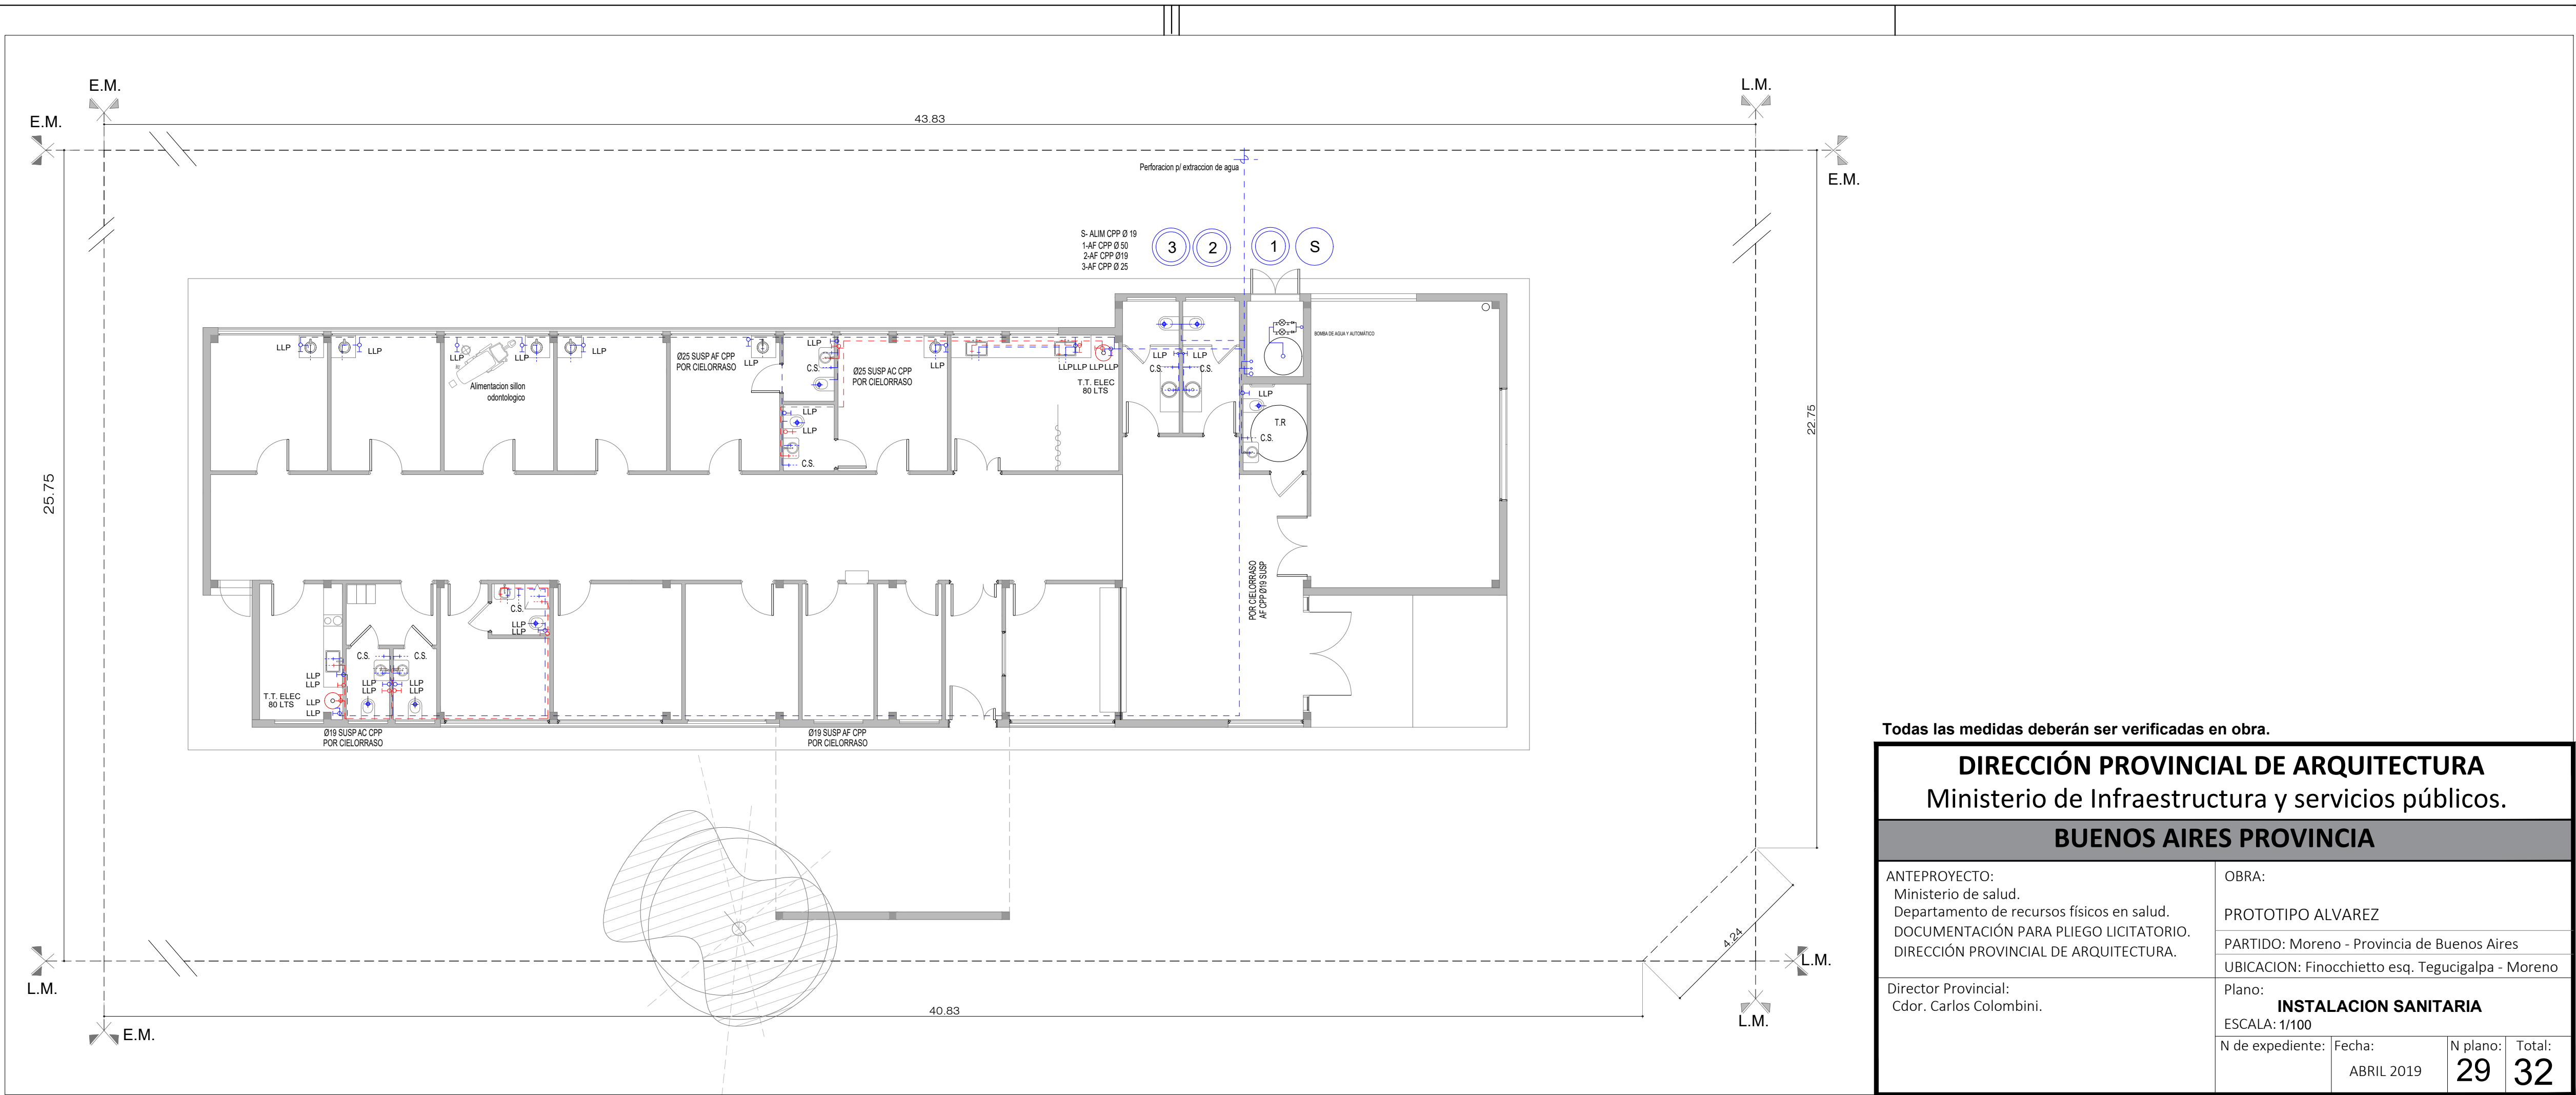 E.M.
L.M.
E.M.
43.83
Perforacion p/ extraccion de agua
E.M.
S- ALIM CPP Ø 19
1-AF CPP Ø 50
2-AF CPP Ø19
3-AF CPP Ø 25
3
2
1
S
BOMBA DE AGUA Y AUTOMÁTICO
LLP
LLP
LLP
LLP
LLP
Alimentacion sillon
odontologico
Ø25 SUSP AF CPP
POR CIELORRASO
LLP
LLP
C.S.
LLP
LLP
C.S.
Ø25 SUSP AC CPP
POR CIELORRASO
LLP
LLP LLP LLP LLP
T.T. ELEC
80 LTS
LLP
LLP
C.S.
C.S.
LLP
T.R
C.S.
22.75
25.75
POR CIELORRASO
AF CPP Ø19 SUSP
C.S.
LLP
LLP
C.S.
C.S.
LLP
LLP
LLP
LLP
LLP
LLP
T.T. ELEC
80 LTS
LLP
LLP
Ø19 SUSP AC CPP
POR CIELORRASO
Ø19 SUSP AF CPP
POR CIELORRASO
4.24
L.M.
L.M.
40.83
E.M.
L.M.
Todas las medidas deberán ser verificadas en obra.
DIRECCIÓN PROVINCIAL DE ARQUITECTURA
Ministerio de Infraestructura y servicios públicos.
BUENOS AIRES PROVINCIA
ANTEPROYECTO:
Ministerio de salud.
Departamento de recursos físicos en salud.
DOCUMENTACIÓN PARA PLIEGO LICITATORIO.
DIRECCIÓN PROVINCIAL DE ARQUITECTURA.
OBRA:
PROTOTIPO ALVAREZ
PARTIDO: Moreno - Provincia de Buenos Aires
UBICACION: Finocchietto esq. Tegucigalpa - Moreno
Director Provincial:
Cdor. Carlos Colombini.
Plano:
INSTALACION SANITARIA
ESCALA: 1/100
N de expediente:
Fecha:
ABRIL 2019
N plano:
29
Total:
32